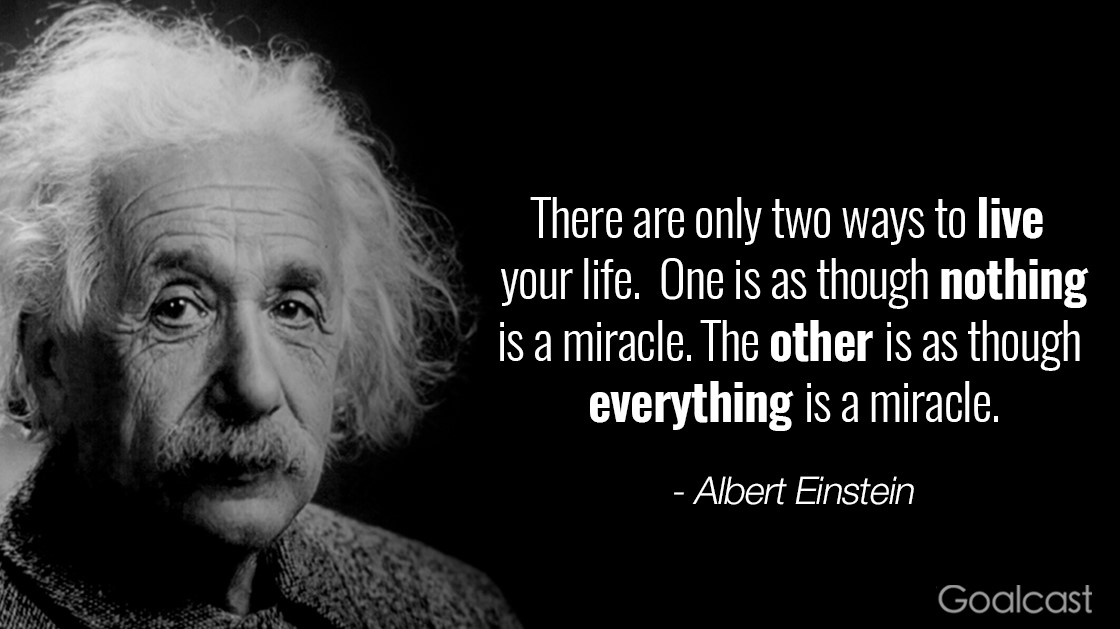 There are only two ways to live
your life.  One is as though nothing
is a miracle. The other is as though
everything is a miracle.
- Albert Einstein
Goalcast